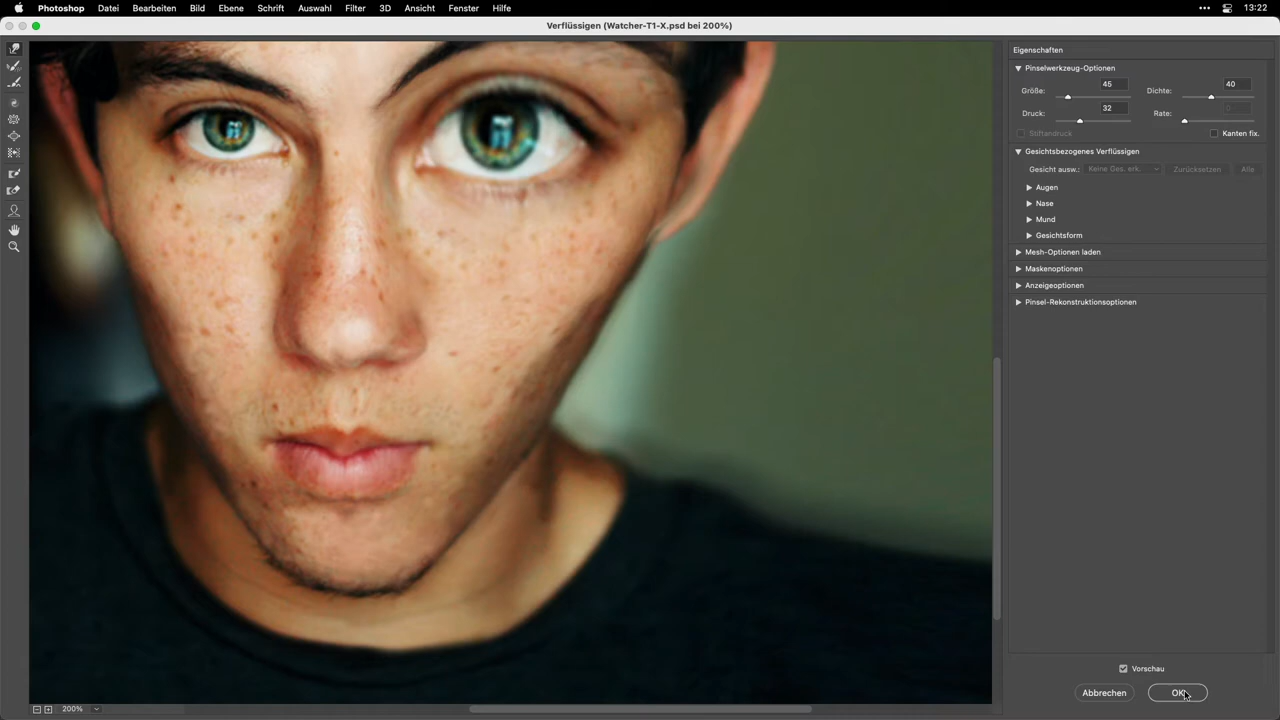 Photoshop Datei Bearbeiten Bild Ebene Schrift Auswahl Filter 3D Ansicht Fenster Hilfe 13:22
Verflüssigen (Watcher-T1-X.psd bei 200%)
Eigenschaften
Pinselwerkzeug-Optionen
Größe: 45 Dichte: 40
Druck: 32 Rate: 0
Stiftandruck Kanten fix.
Gesichtsbezogenes Verflüssigen
Gesicht ausw.: Keine Ges. erk. Zurücksetzen Alle
Augen
Nase
Mund
Gesichtsform
Mesh-Optionen laden
Maskenoptionen
Anzeigeoptionen
Pinsel-Rekonstruktionsoptionen
Vorschau
Abbrechen OK
200%